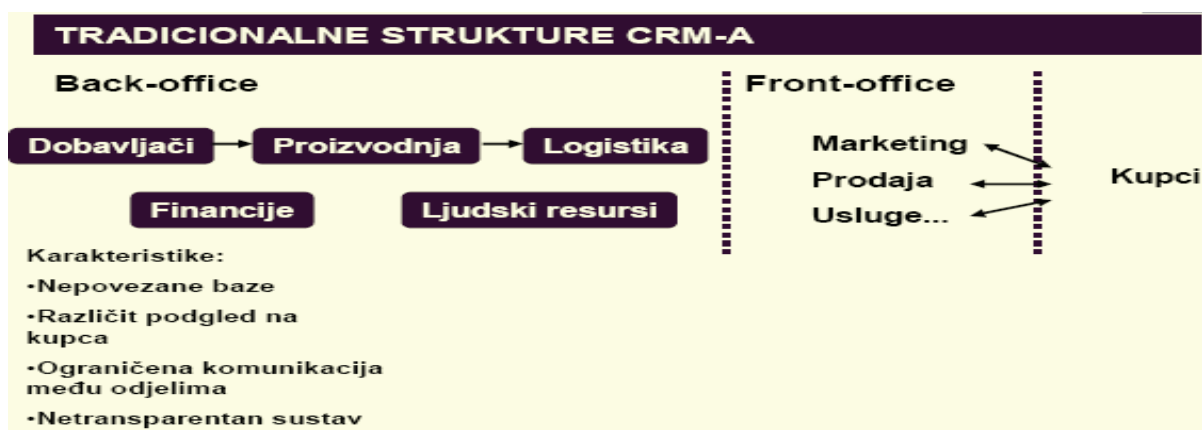 TRADICIONALNE STRUKTURE CRM-A
Back-office
Front-office
Dobavljači
Proizvodnja
Logistika
Financije
Ljudski resursi
Marketing
Prodaja
Usluge...
Kupci
Karakteristike:
•Nepovezane baze
•Različit podgled na
kupca
•Ograničena komunikacija
među odjelima
•Netransparentan sustav